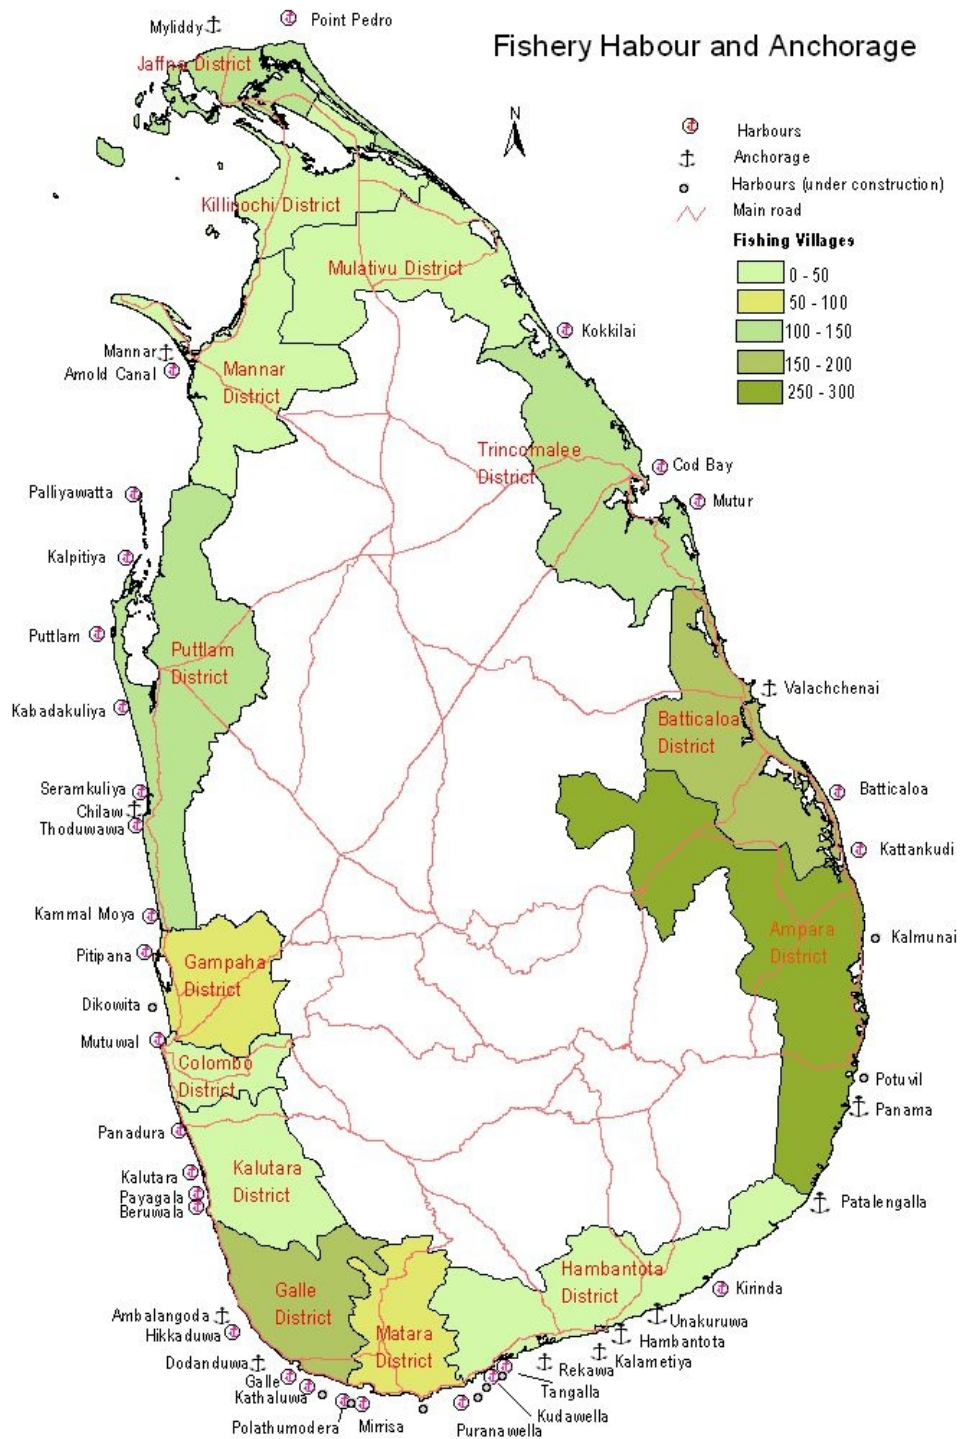 Fishery Habour and Anchorage
Myliddy
Point Pedro
Jaffna District
N
Harbours
Anchorage
Harbours (under construction)
Main road
Fishing Villages
0 - 50
50 - 100
100 - 150
150 - 200
250 - 300
Killinochi District
Mulativu District
Kokkilai
Mannar
Arnold Canal
Mannar
District
Trincomalee
District
Cod Bay
Mutur
Palliyawatta
Kalpitiya
Puttlam
Puttlam
District
Kabadakuliya
Valachchenai
Batticaloa
District
Seramkuliya
Chilaw
Thoduwawa
Batticaloa
Kattankudi
Kammal Moya
Pitipana
Gampaha
District
Ampara
District
Kalmunai
Dikowita
Mutuwal
Colombo
District
Potuvil
Panama
Panadura
Kalutara
Payagala
Beruwala
Kalutara
District
Patalengalla
Galle
District
Hambantota
District
Kirinda
Ambalangoda
Hikkaduwa
Matara
District
Unakuruwa
Hambantota
Kalametiya
Dodanduwa
Galle
Kathaluwa
Rekawa
Tangalla
Kudawella
Polathumodera
Mirrisa
Puranawella